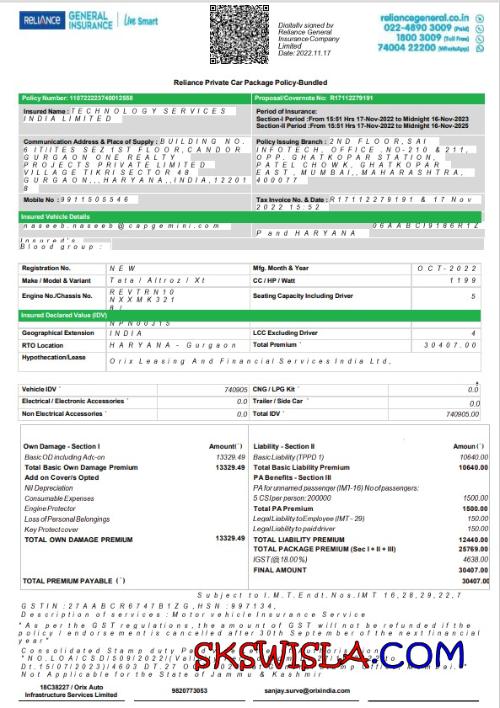 RELIANCE GENERAL INSURANCE Live Smart
Digitally signed by
Reliance General
Insurance Company
Limited
Date: 2022.11.17
reliancegeneral.co.in
022-4890 3009 (Paid)
1800 3009 (Toll Free)
74004 22200 (WhatsApp)
Reliance Private Car Package Policy-Bundled
Policy Number: 110722223740012558
Proposal/Covernote No: R17112279191
Insured Name : TECHNOLOGY SERVICES
INDIA LIMITED
Period of Insurance:
Section-I Period :From 15:51 Hrs 17-Nov-2022 to Midnight 16-Nov-2023
Section-II Period :From 15:51 Hrs 17-Nov-2022 to Midnight 16-Nov-2025
Communication Address & Place of Supply : BUILDING NO.
6 ITIITES SEZ 1ST FLOOR, CANDOR
GURGAON ONE REALTY
PROJECTS PRIVATE LIMITED
VILLAGE TIKRI SECTOR 48
GURGAON,,,HARYANA,,INDIA,12201
8
Policy Issuing Branch : 2ND FLOOR, SAI
INFOTECH, OFFICE ,NO-210 & 211,
OPP. GHATKOPAR STATION,
PATEL CHOWK, GHATKOPAR
EAST, MUMBAI,, MAHARASHTRA,
400077
Mobile No : 9911505548
Tax Invoice No. & Date : R17112279191 & 17 Nov
2022 15:52
Insured Vehicle Details
naseeb.naseeb@capgemini.com
06AABCI9186R1Z
P and HARYANA
Insured's
Blood group :
Registration No. NEW
Mfg. Month & Year OCT-2022
Make / Model & Variant Tata/ Altroz / Xt
CC / HP / Watt 1199
Engine No./Chassis No. REVTRN10
NXXMK321
Seating Capacity Including Driver 5
Insured Declared Value (IDV)
NPN00315
Geographical Extension INDIA
LCC Excluding Driver 4
RTO Location HARYANA - Gurgaon
Total Premium 30407.00
Hypothecation/Lease Orix Leasing And Financial Services India Ltd.
Vehicle IDV 740905
CNG / LPG Kit 0.0
Electrical / Electronic Accessories 0.0
Trailer / Side Car 0.0
Non Electrical Accessories 0.0
Total IDV 740905.00
Own Damage - Section I Amount(`)
Liability - Section II Amoun(`)
Basic OD including Adc-on 13329.49
Basic Liability (TPPD 1) 10640.00
Total Basic Own Damage Premium 13329.49
Total Basic Liability Premium 10640.00
Add on Cover/s Opted
PA Benefits - Section III
Nil Depreciation
PA for unnamed passenger (IMT-16) No of pasengers:
Consumable Expenses
5 CSI per person: 200000 1500.00
Engine Protector
Total PA Premium 1500.00
Loss of Personal Belongings
Legal Liability to Employee (IMT - 29) 150.00
Key Protect cover
Legal Liability to paid driver 150.00
TOTAL OWN DAMAGE PREMIUM 13329.49
TOTAL LIABILITY PREMIUM 12440.00
TOTAL PACKAGE PREMIUM (Sec I + II + III) 25769.00
IGST (@ 18.00 %) 4638.00
FINAL AMOUNT 30407.00
TOTAL PREMIUM PAYABLE (`) 30407.00
Subject to I.M.T. Endt. Nos. IMT 16, 28, 29, 22, 7
GSTIN : 27AABCR6747B1ZG, HSN : 997134,
Description of services : Motor vehicle Insurance Service
"As per the GST regulations, the amount of GST will not be refunded if the
policy / endorsement is cancelled after 30th September of the next financial
year"
Consolidated Stamp duty
"NO. LOA/CSD/509/2022/(Vali
Dt.15/07/2023)/4603 DT.27
Not Applicable for the State of Jammu & Kashmir
SKSWISLA.COM
18C38227 / Orix Auto
Infrastructure Services Limited
9820773053
sanjay.surve@orixindia.com